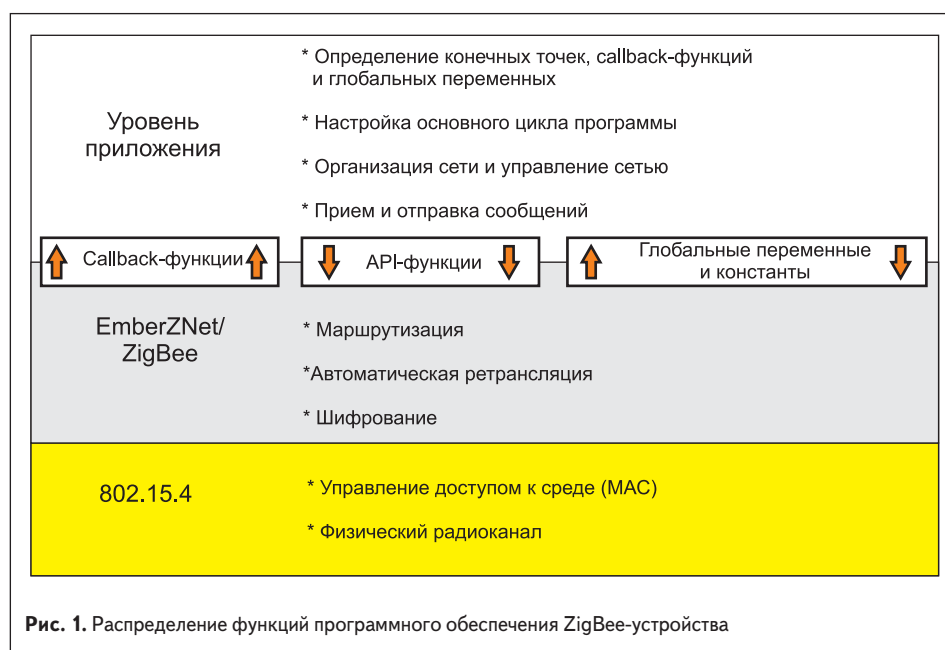 Уровень
приложения
* Определение конечных точек, callback-функций
и глобальных переменных
* Настройка основного цикла программы
* Организация сети и управление сетью
* Прием и отправка сообщений
Callback-функции
API-функции
Глобальные переменные
и константы
EmberZNet/
ZigBee
* Маршрутизация
*Автоматическая ретрансляция
* Шифрование
802.15.4
* Управление доступом к среде (MAC)
* Физический радиоканал
Рис. 1. Распределение функций программного обеспечения ZigBee-устройства